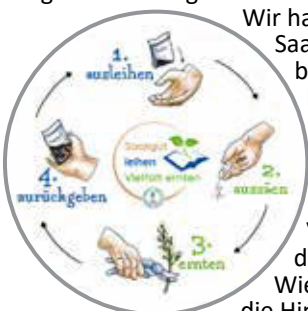 Wir ha
Saa
b
1.
ausleihen
Saatgut
leihen
Vielfalt ernten
2.
aussäen
3.
ernten
4.
zurückgeben
d
Wie
die Hin